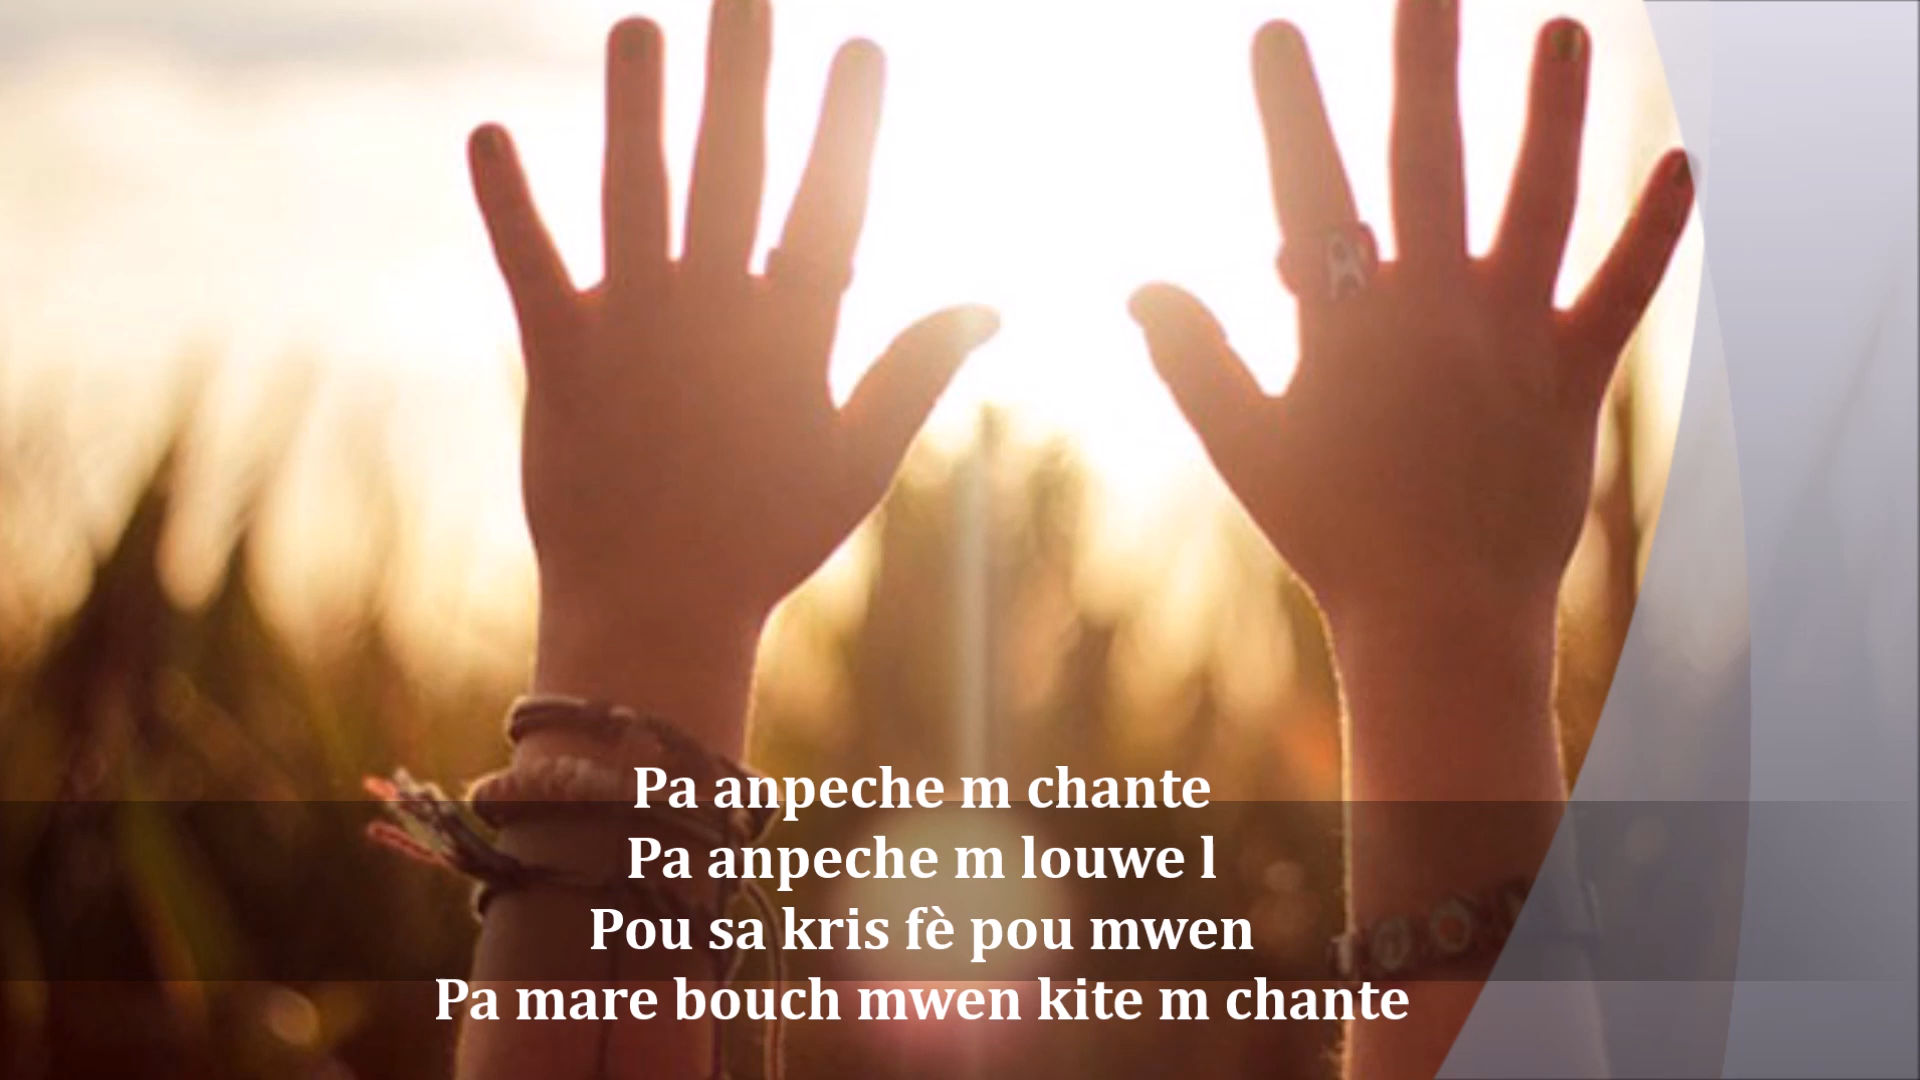 Pa anpeche m chante
Pa anpeche m louwe l
Pou sa kris fè pou mwen
Pa mare bouch mwen kite m chante